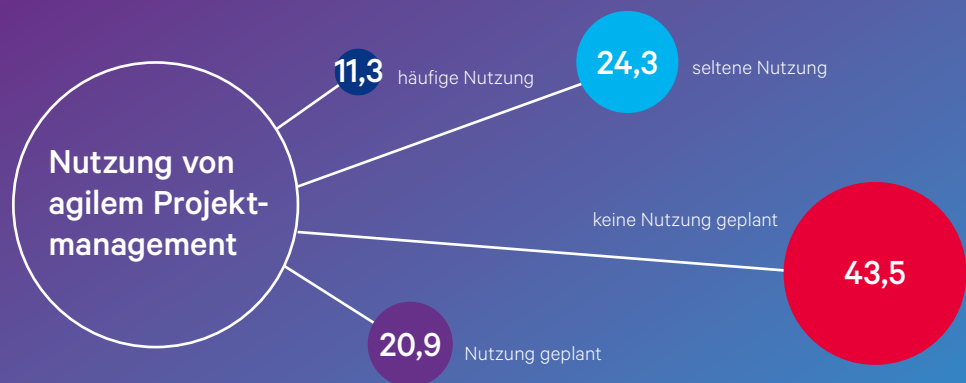 Nutzung von
agilem Projekt-
management
11,3 häufige Nutzung
24,3 seltene Nutzung
keine Nutzung geplant
43,5
20,9 Nutzung geplant